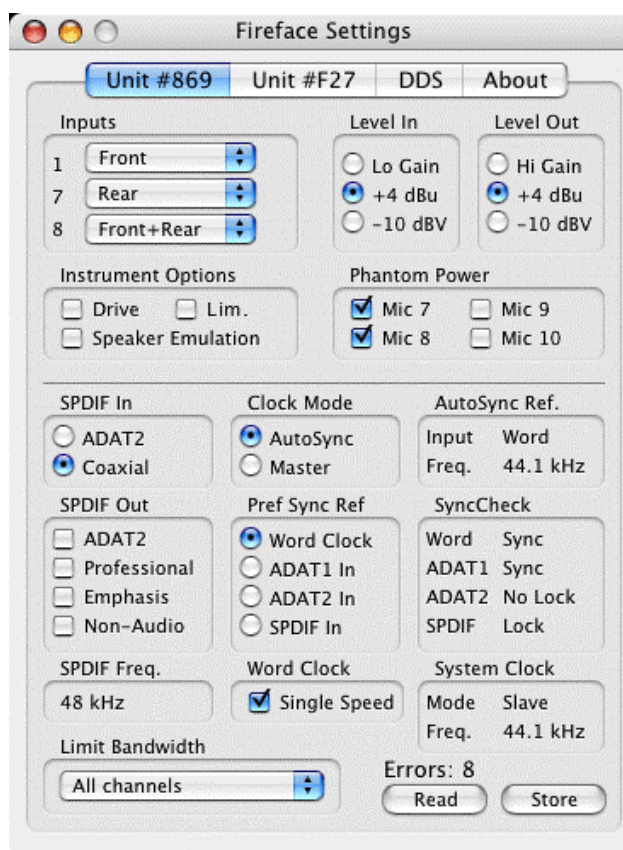 Fireface Settings
Unit #869 Unit #F27 DDS About
Inputs
1 Front
7 Rear
8 Front+Rear
Level In
Lo Gain
+4 dBu
-10 dBV
Level Out
Hi Gain
+4 dBu
-10 dBV
Instrument Options
Drive Lim.
Speaker Emulation
Phantom Power
Mic 7 Mic 9
Mic 8 Mic 10
SPDIF In
ADAT2
Coaxial
Clock Mode
AutoSync
Master
AutoSync Ref.
Input Word
Freq. 44.1 kHz
SPDIF Out
ADAT2
Professional
Emphasis
Non-Audio
Pref Sync Ref
Word Clock
ADAT1 In
ADAT2 In
SPDIF In
SyncCheck
Word Sync
ADAT1 Sync
ADAT2 No Lock
SPDIF Lock
SPDIF Freq.
48 kHz
Word Clock
Single Speed
System Clock
Mode Slave
Freq. 44.1 kHz
Limit Bandwidth
All channels
Errors: 8
Read Store